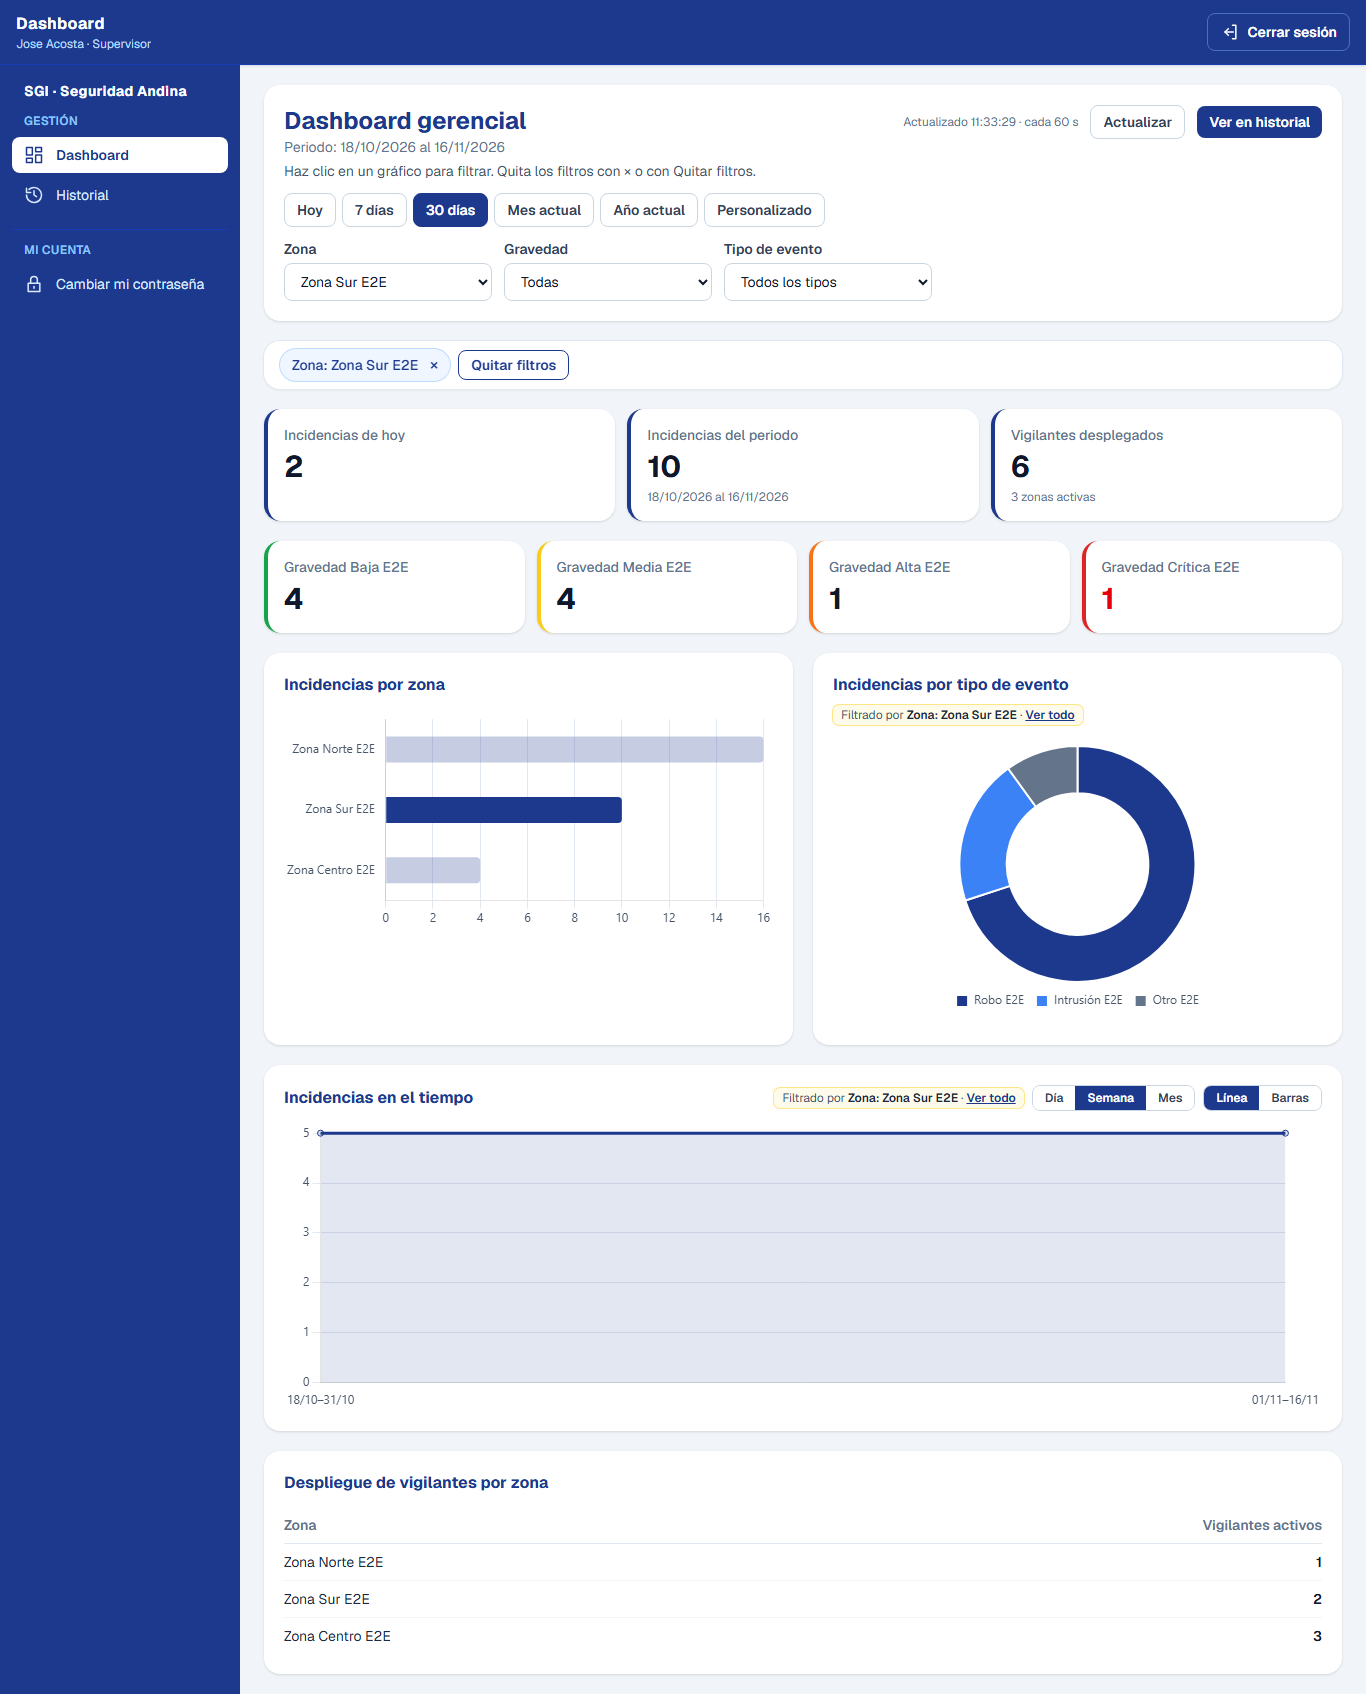 Dashboard
Jose Acosta · Supervisor
Cerrar sesión
SGI · Seguridad Andina
GESTIÓN
Dashboard
Historial
MI CUENTA
Cambiar mi contraseña
Dashboard gerencial
Actualizado 11:33:29 · cada 60 s
Actualizar
Ver en historial
Periodo: 18/10/2026 al 16/11/2026
Haz clic en un gráfico para filtrar. Quita los filtros con × o con Quitar filtros.
Hoy
7 días
30 días
Mes actual
Año actual
Personalizado
Zona
Gravedad
Tipo de evento
Zona Sur E2E
Todas
Todos los tipos
Zona: Zona Sur E2E ×
Quitar filtros
Incidencias de hoy
2
Incidencias del periodo
10
18/10/2026 al 16/11/2026
Vigilantes desplegados
6
3 zonas activas
Gravedad Baja E2E
4
Gravedad Media E2E
4
Gravedad Alta E2E
1
Gravedad Crítica E2E
1
Incidencias por zona
Zona Norte E2E
Zona Sur E2E
Zona Centro E2E
0 2 4 6 8 10 12 14 16
Incidencias por tipo de evento
Filtrado por Zona: Zona Sur E2E · Ver todo
Robo E2E
Intrusión E2E
Otro E2E
Incidencias en el tiempo
Filtrado por Zona: Zona Sur E2E · Ver todo
Día
Semana
Mes
Línea
Barras
5
4
3
2
1
0
18/10–31/10
01/11–16/11
Despliegue de vigilantes por zona
Zona Vigilantes activos
Zona Norte E2E 1
Zona Sur E2E 2
Zona Centro E2E 3